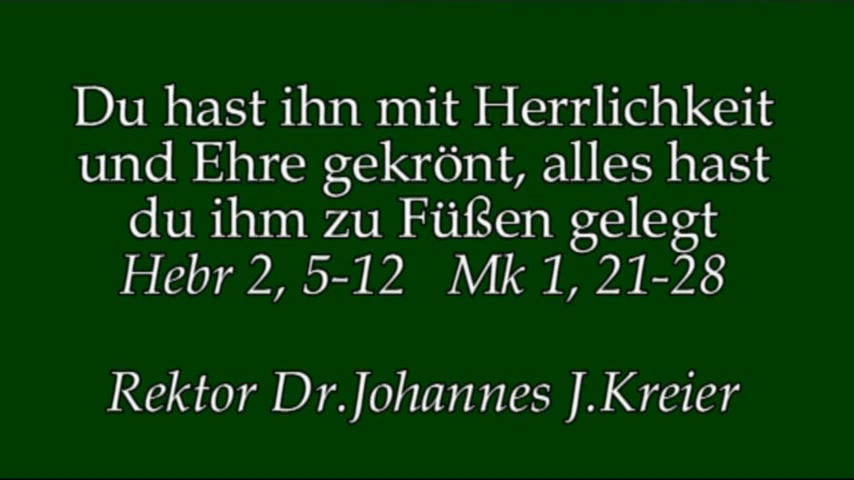 Du hast ihn mit Herrlichkeit
und Ehre gekrönt, alles hast
du ihm zu Füßen gelegt
Hebr 2, 5-12 Mk 1, 21-28
Rektor Dr.Johannes J.Kreier